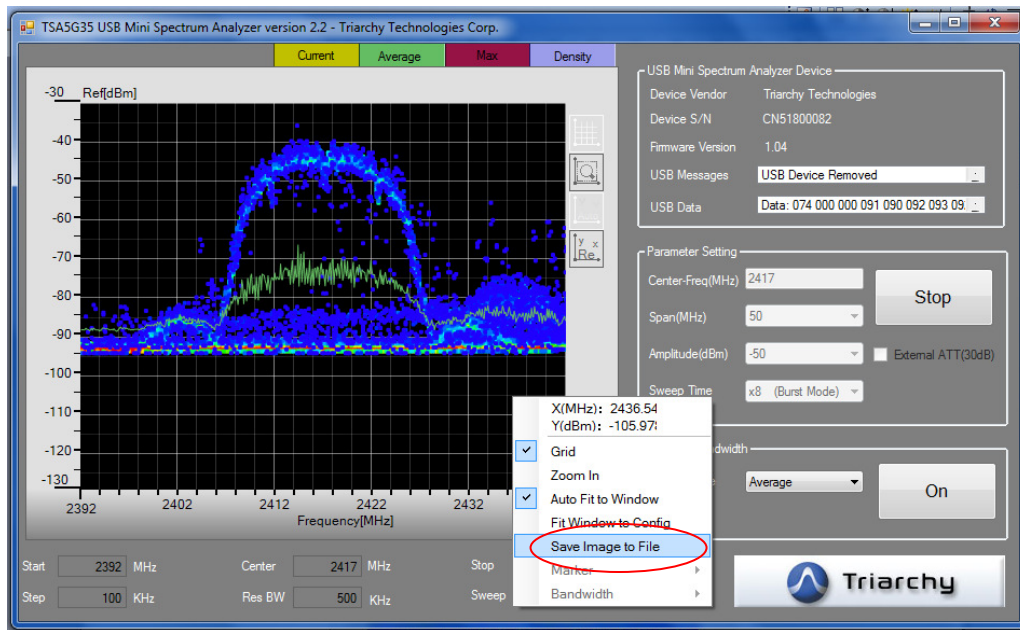 TSA5G35 USB Mini Spectrum Analyzer version 2.2 - Triarchy Technologies Corp.
Current Average Max Density
Ref[dBm]
-30
-40
-50
-60
-70
-80
-90
-100
-110
-120
-130
2392 2402 2412 2422 2432
Frequency[MHz]
y x
Re.
USB Mini Spectrum Analyzer Device
Device Vendor Triarchy Technologies
Device S/N CN51800082
Firmware Version 1.04
USB Messages USB Device Removed
USB Data Data: 074 000 000 091 090 092 093 09:
Parameter Setting
Center-Freq(MHz) 2417
Span(MHz) 50
Amplitude(dBm) -50
External ATT(30dB)
Sweep Time x8 (Burst Mode)
Stop
dwidth
Average
On
X(MHz): 2436.54
Y(dBm): -105.978
Grid
Zoom In
Auto Fit to Window
Fit Window to Config
Save Image to File
Marker
Bandwidth
Start 2392 MHz Center 2417 MHz Stop
Step 100 KHz Res BW 500 KHz Sweep
Triarchy